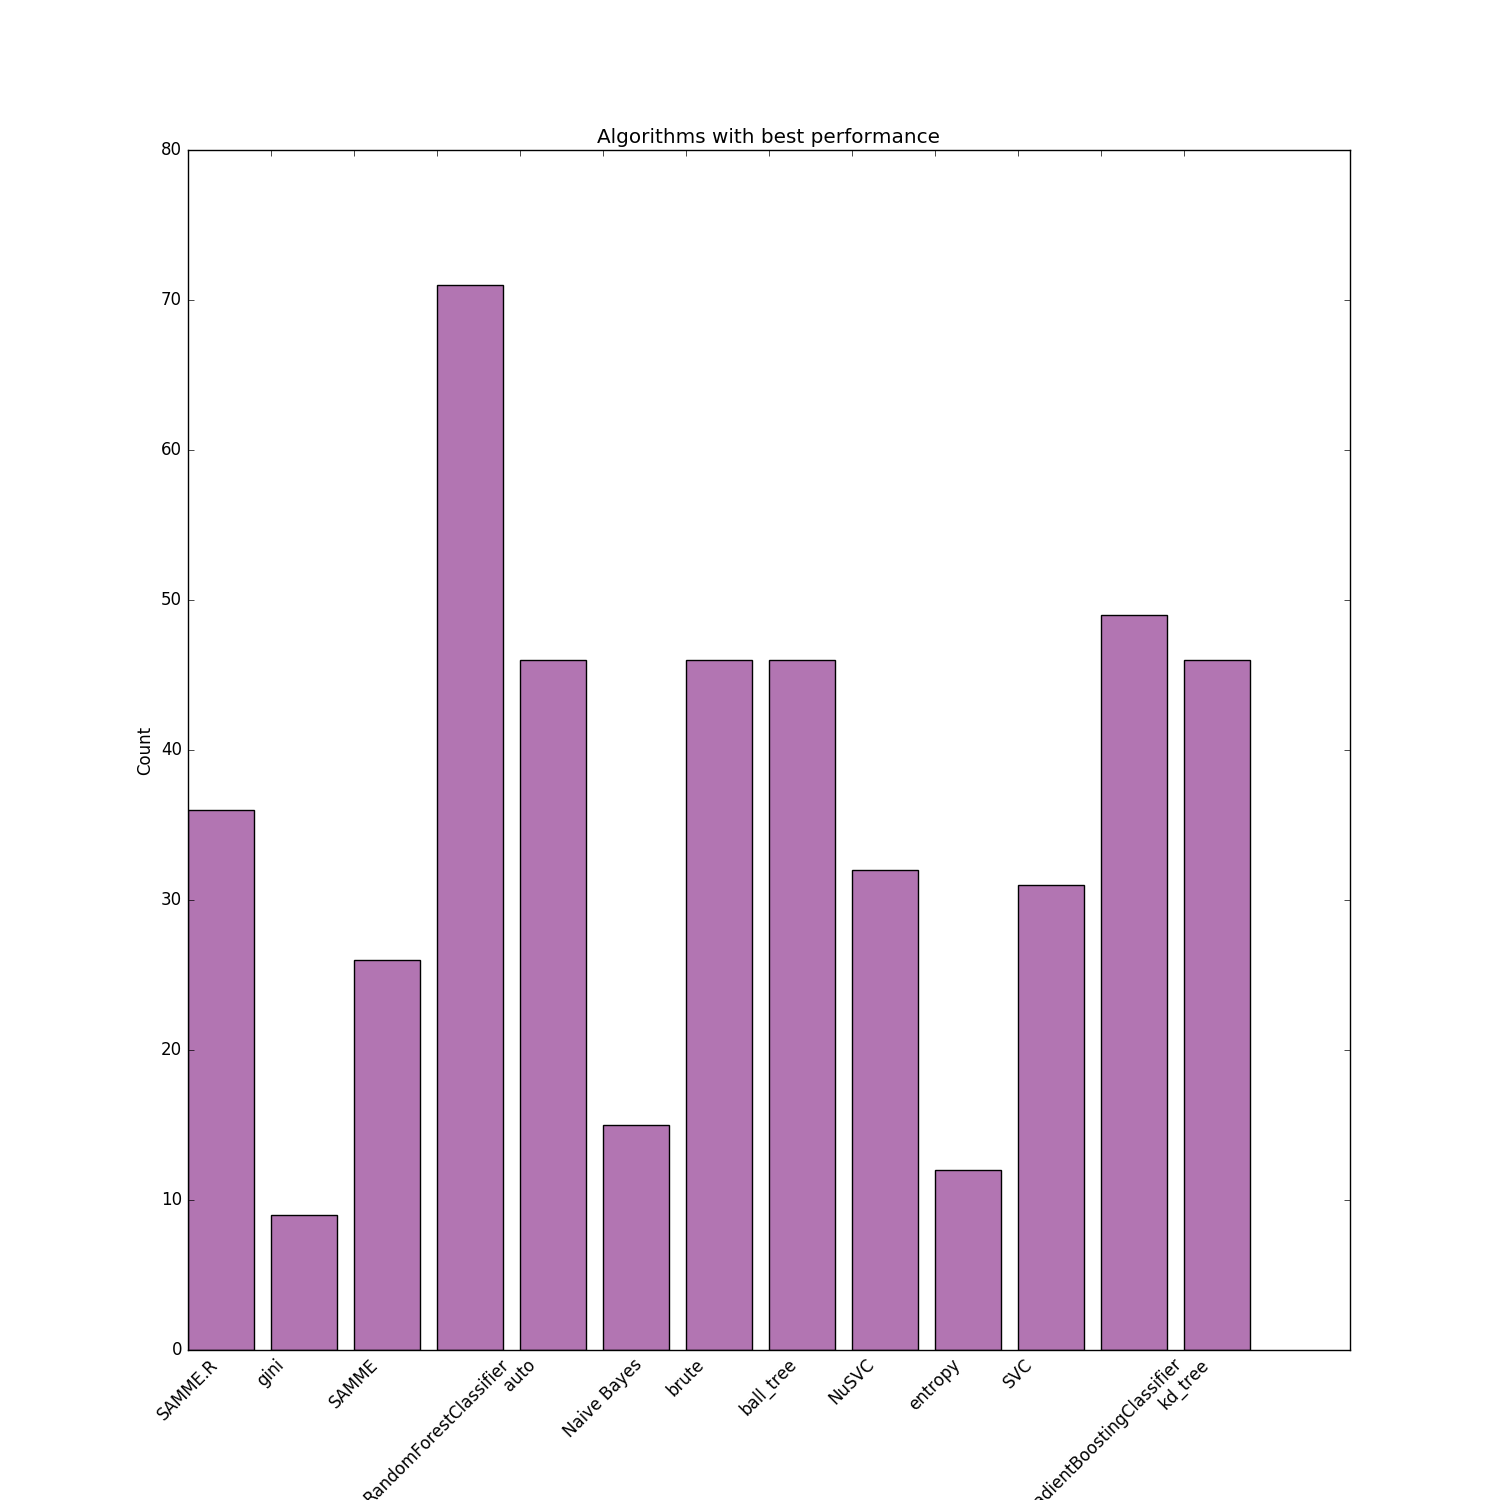 Algorithms with best performance
80
70
60
50
40
30
20
10
0
Count
SAMME.R
gini
SAMME
RandomForestClassifier
auto
Naive Bayes
brute
ball_tree
NuSVC
entropy
SVC
adientBoostingClassifier
kd_tree